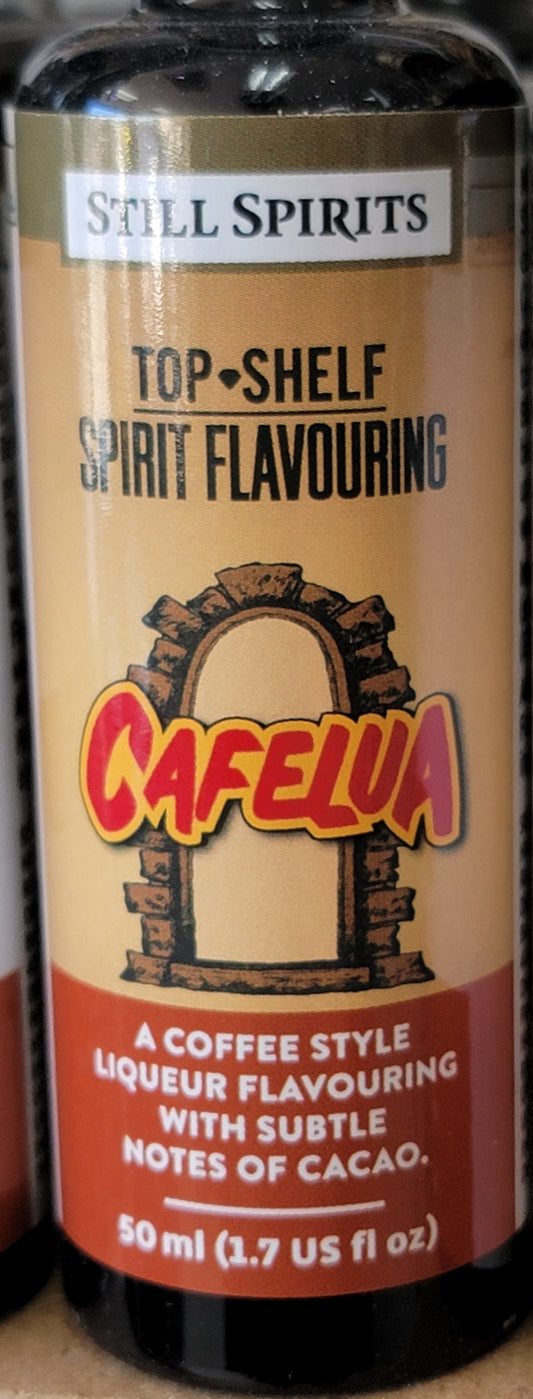 STILL SPIRITS
TOP•SHELF
SPIRIT FLAVOURING
CAFELUA
A COFFEE STYLE
LIQUEUR FLAVOURING
WITH SUBTLE
NOTES OF CACAO.
50 ml (1.7 US fl oz)